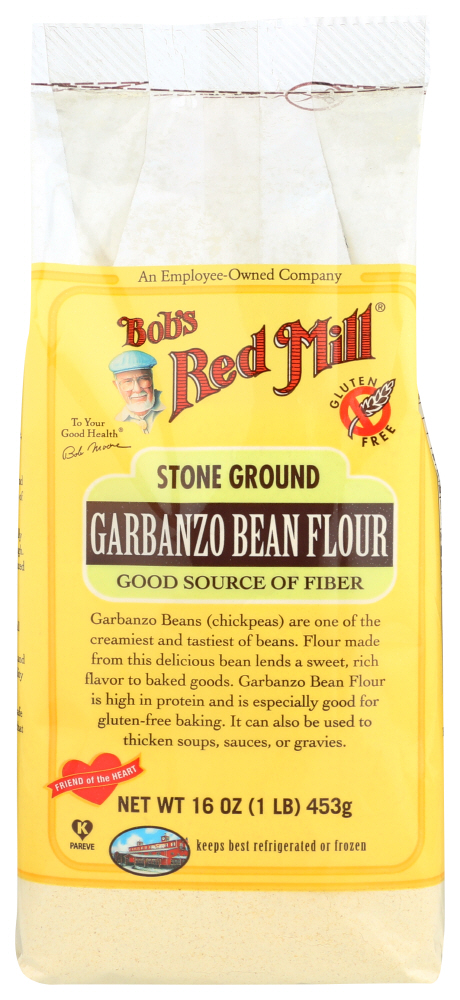 An Employee-Owned Company
Bob's
Red Mill®
GLUTEN
FREE
To Your
Good Health®
Bob Moore
STONE GROUND
GARBANZO BEAN FLOUR
GOOD SOURCE OF FIBER
Garbanzo Beans (chickpeas) are one of the
creamiest and tastiest of beans. Flour made
from this delicious bean lends a sweet, rich
flavor to baked goods. Garbanzo Bean Flour
is high in protein and is especially good for
gluten-free baking. It can also be used to
thicken soups, sauces, or gravies.
FRIEND of the HEART
NET WT 16 OZ (1 LB) 453g
K
PAREVE
keeps best refrigerated or frozen